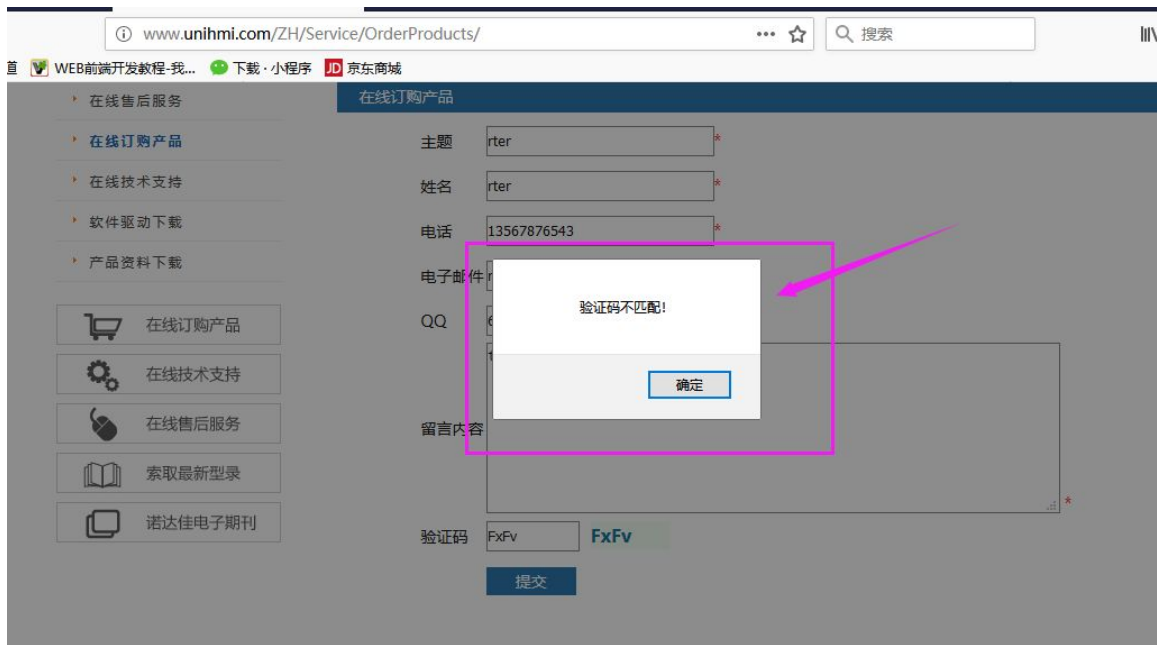 www.unihmi.com/ZH/Service/OrderProducts/
搜索
WEB前端开发教程-我...
下载·小程序
JD 京东商城
在线售后服务
在线订购产品
在线技术支持
软件驱动下载
产品资料下载
在线订购产品
在线技术支持
在线售后服务
索取最新型录
诺达佳电子期刊
在线订购产品
主题 rter *
姓名 rter *
电话 13567876543 *
电子邮件
QQ
验证码不匹配!
确定
留言内容
*
验证码 FxFv FxFv
提交